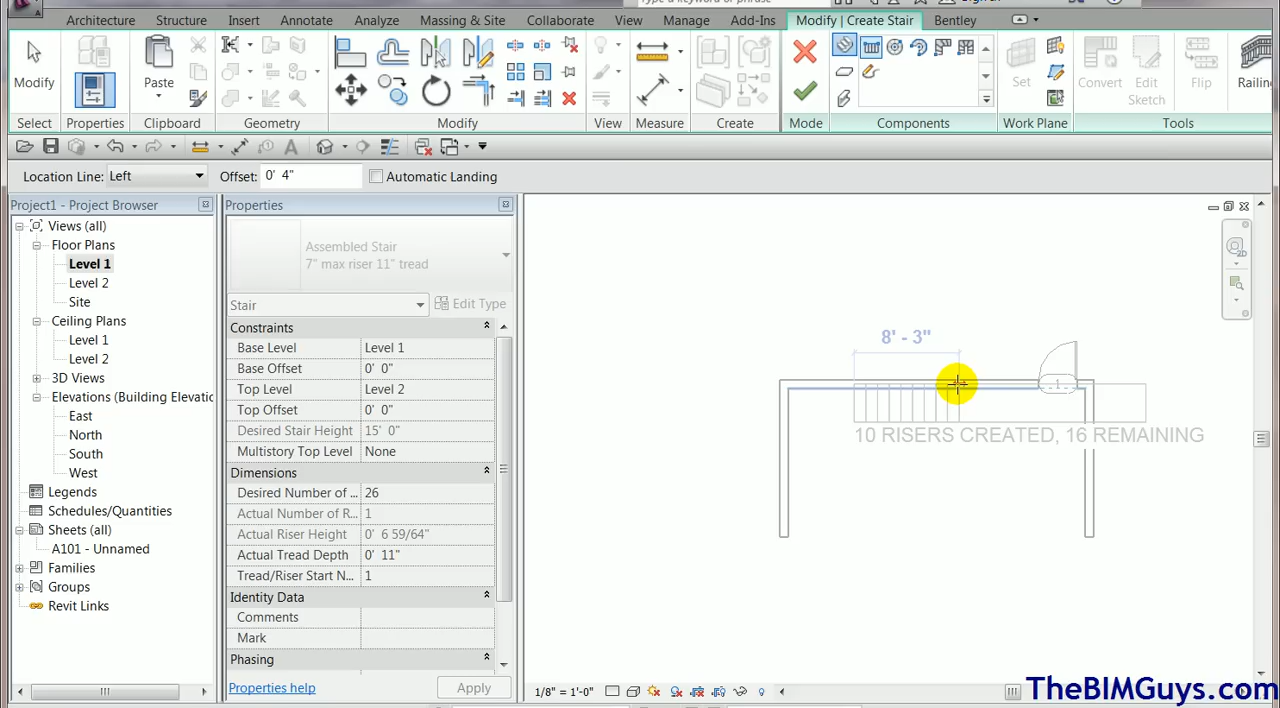 Architecture Structure Insert Annotate Analyze Massing & Site Collaborate View Manage Add-Ins Modify | Create Stair Bentley
Modify Paste Set Convert Edit Sketch Flip
Select Properties Clipboard Geometry Modify View Measure Create Mode Components Work Plane Tools
Location Line: Left Offset: 0' 4" Automatic Landing
Project1 - Project Browser
Views (all)
Floor Plans
Level 1
Level 2
Site
Ceiling Plans
Level 1
Level 2
3D Views
Elevations (Building Elevatic
East
North
South
West
Legends
Schedules/Quantities
Sheets (all)
A101 - Unnamed
Families
Groups
Revit Links
Properties
Assembled Stair
7" max riser 11" tread
Stair Edit Type
Constraints
Base Level Level 1
Base Offset 0' 0"
Top Level Level 2
Top Offset 0' 0"
Desired Stair Height 15' 0"
Multistory Top Level None
Dimensions
Desired Number of ... 26
Actual Number of R... 1
Actual Riser Height 0' 6 59/64"
Actual Tread Depth 0' 11"
Tread/Riser Start N... 1
Identity Data
Comments
Mark
Phasing
Properties help Apply
8' - 3"
1
10 RISERS CREATED, 16 REMAINING
1/8" = 1'-0"
TheBIMGuys.com